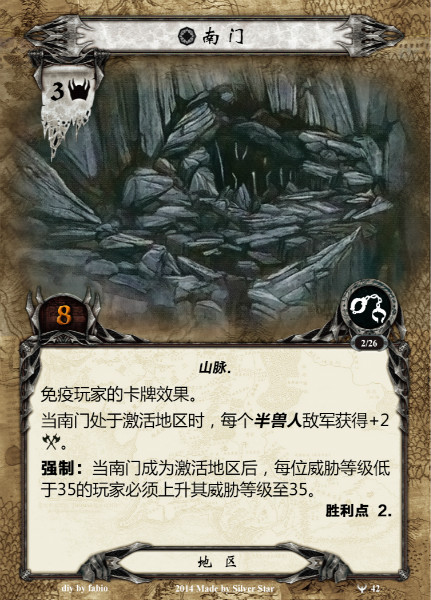 南门
3
8
2/26
山脉.
免疫玩家的卡牌效果。
当南门处于激活地区时，每个半兽人敌军获得+2
。
强制：当南门成为激活地区后，每位威胁等级低
于35的玩家必须上升其威胁等级至35。
胜利点 2.
地 区
diy by fabio 2014 Made by Silver Star 42